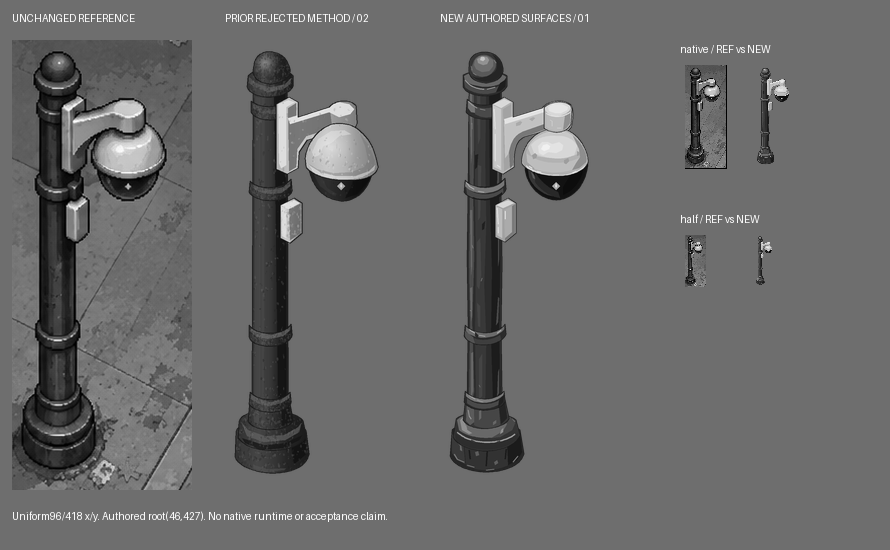 UNCHANGED REFERENCE
PRIOR REJECTED METHOD / 02
NEW AUTHORED SURFACES / 01
native / REF vs NEW
half / REF vs NEW
Uniform96/418 x/y. Authored root(46,427). No native runtime or acceptance claim.